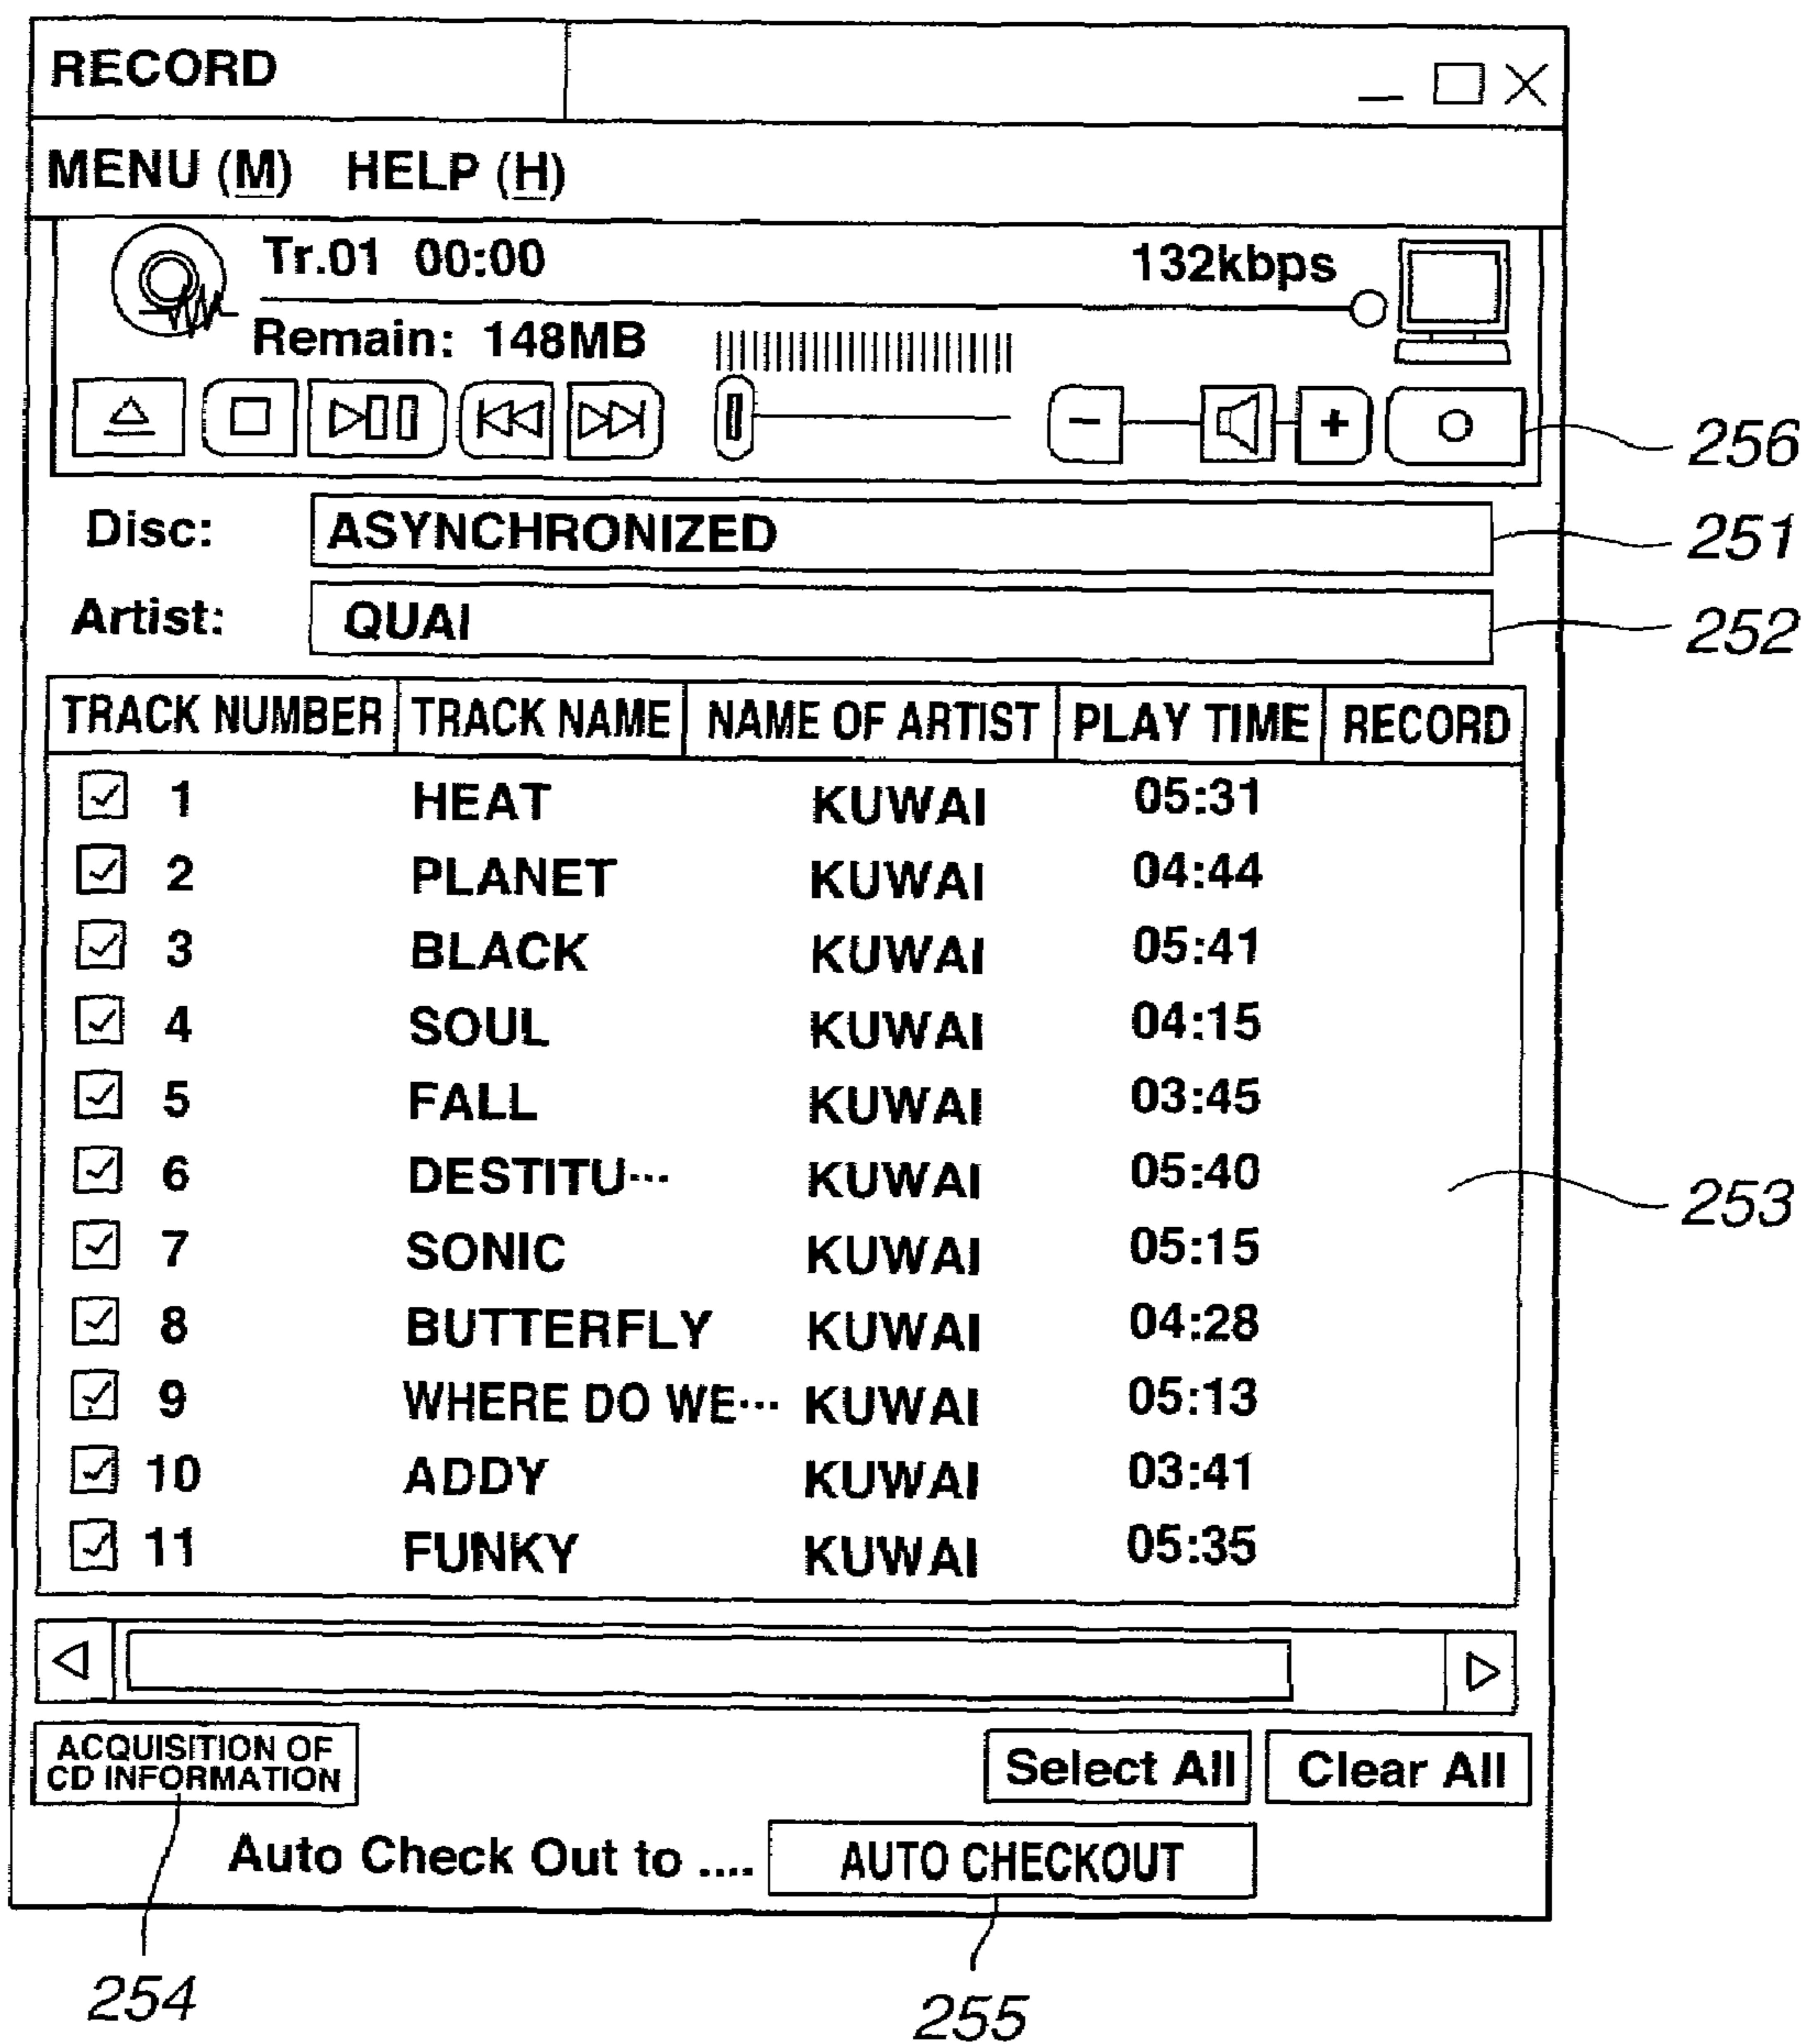 RECORD
MENU (M) HELP (H)
Tr.01 00:00 132kbps
Remain: 148MB
256
Disc: ASYNCHRONIZED 251
Artist: QUAI 252
TRACK NUMBER TRACK NAME NAME OF ARTIST PLAY TIME RECORD
1 HEAT KUWAI 05:31
2 PLANET KUWAI 04:44
3 BLACK KUWAI 05:41
4 SOUL KUWAI 04:15
5 FALL KUWAI 03:45
6 DESTITU... KUWAI 05:40
253
7 SONIC KUWAI 05:15
8 BUTTERFLY KUWAI 04:28
9 WHERE DO WE... KUWAI 05:13
10 ADDY KUWAI 03:41
11 FUNKY KUWAI 05:35
ACQUISITION OF
CD INFORMATION
Select All Clear All
Auto Check Out to .... AUTO CHECKOUT
254
255